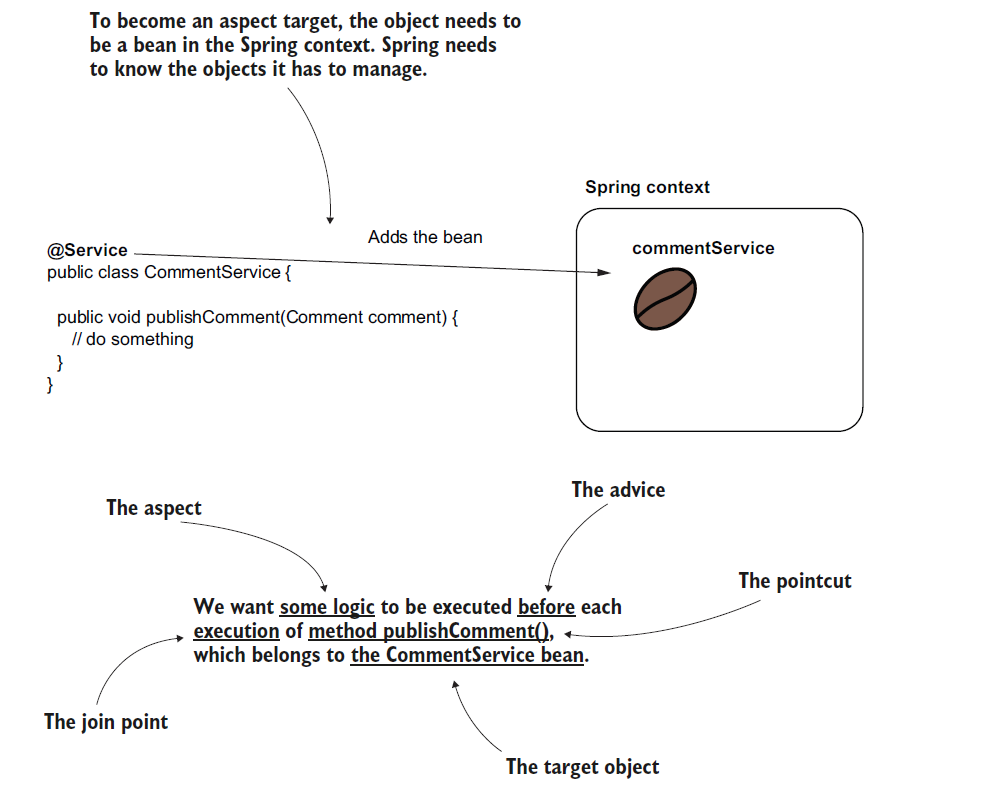 To become an aspect target, the object needs to
be a bean in the Spring context. Spring needs
to know the objects it has to manage.
Spring context
Adds the bean
commentService
@Service
public class CommentService {
public void publishComment(Comment comment) {
// do something
}
}
The advice
The aspect
The pointcut
We want some logic to be executed before each
execution of method publishComment(),
which belongs to the CommentService bean.
The join point
The target object